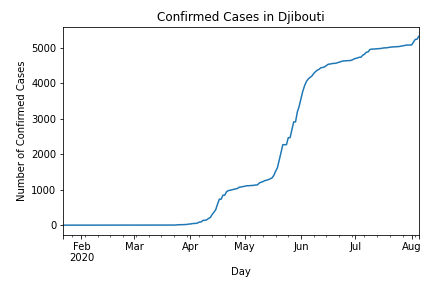 Confirmed Cases in Djibouti
Number of Confirmed Cases
5000
4000
3000
2000
1000
0
Feb Mar Apr May Jun Jul Aug
2020
Day